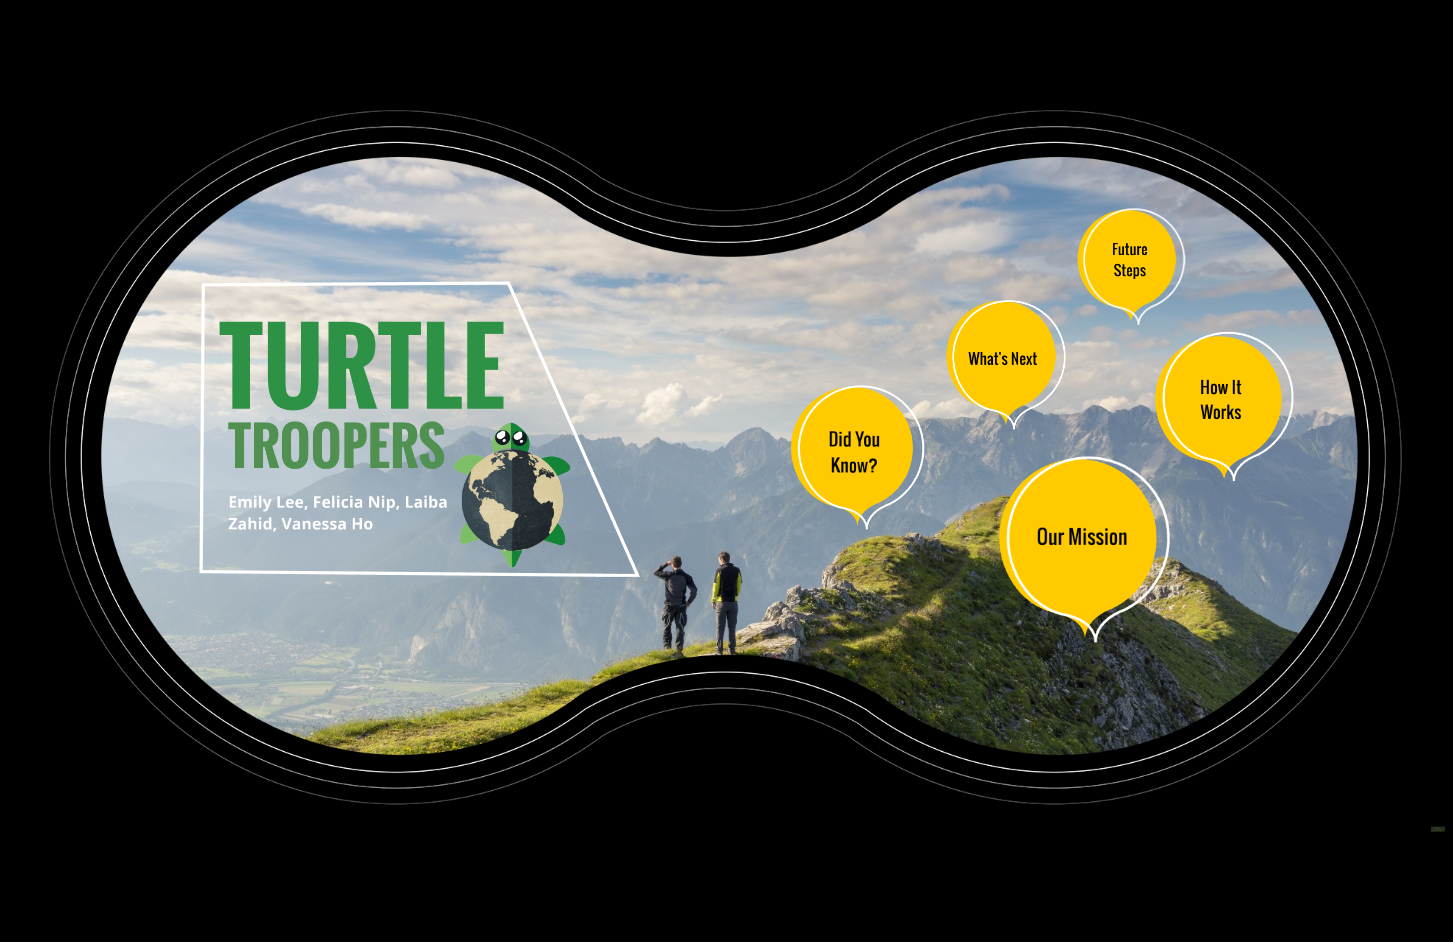 TURTLE
TROOPERS
Emily Lee, Felicia Nip, Laiba
Zahid, Vanessa Ho
Did You
Know?
What's Next
Future
Steps
How It
Works
Our Mission